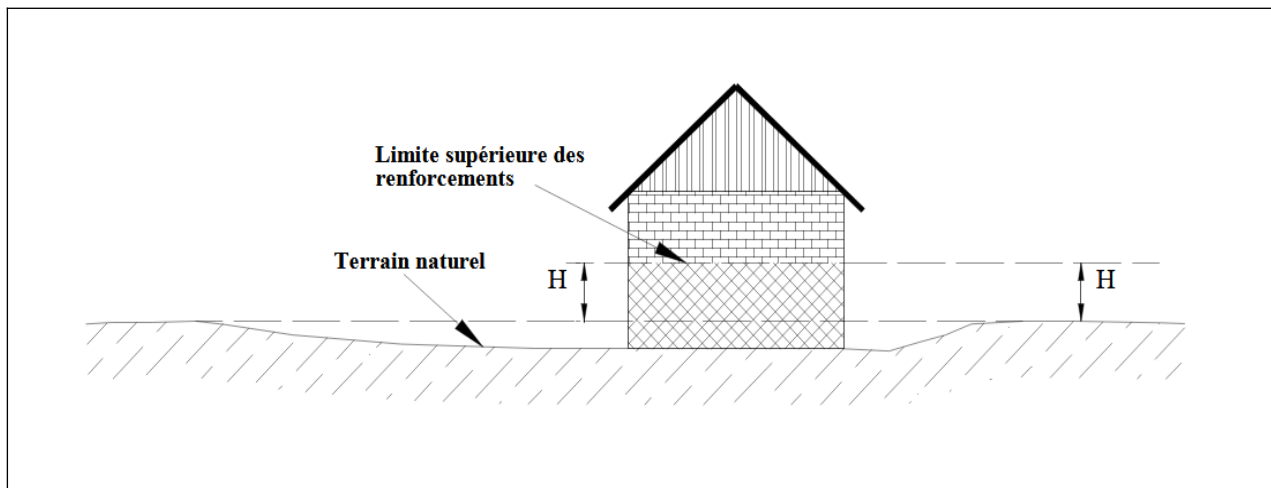 Limite supérieure des
renforcements
Terrain naturel
H
H